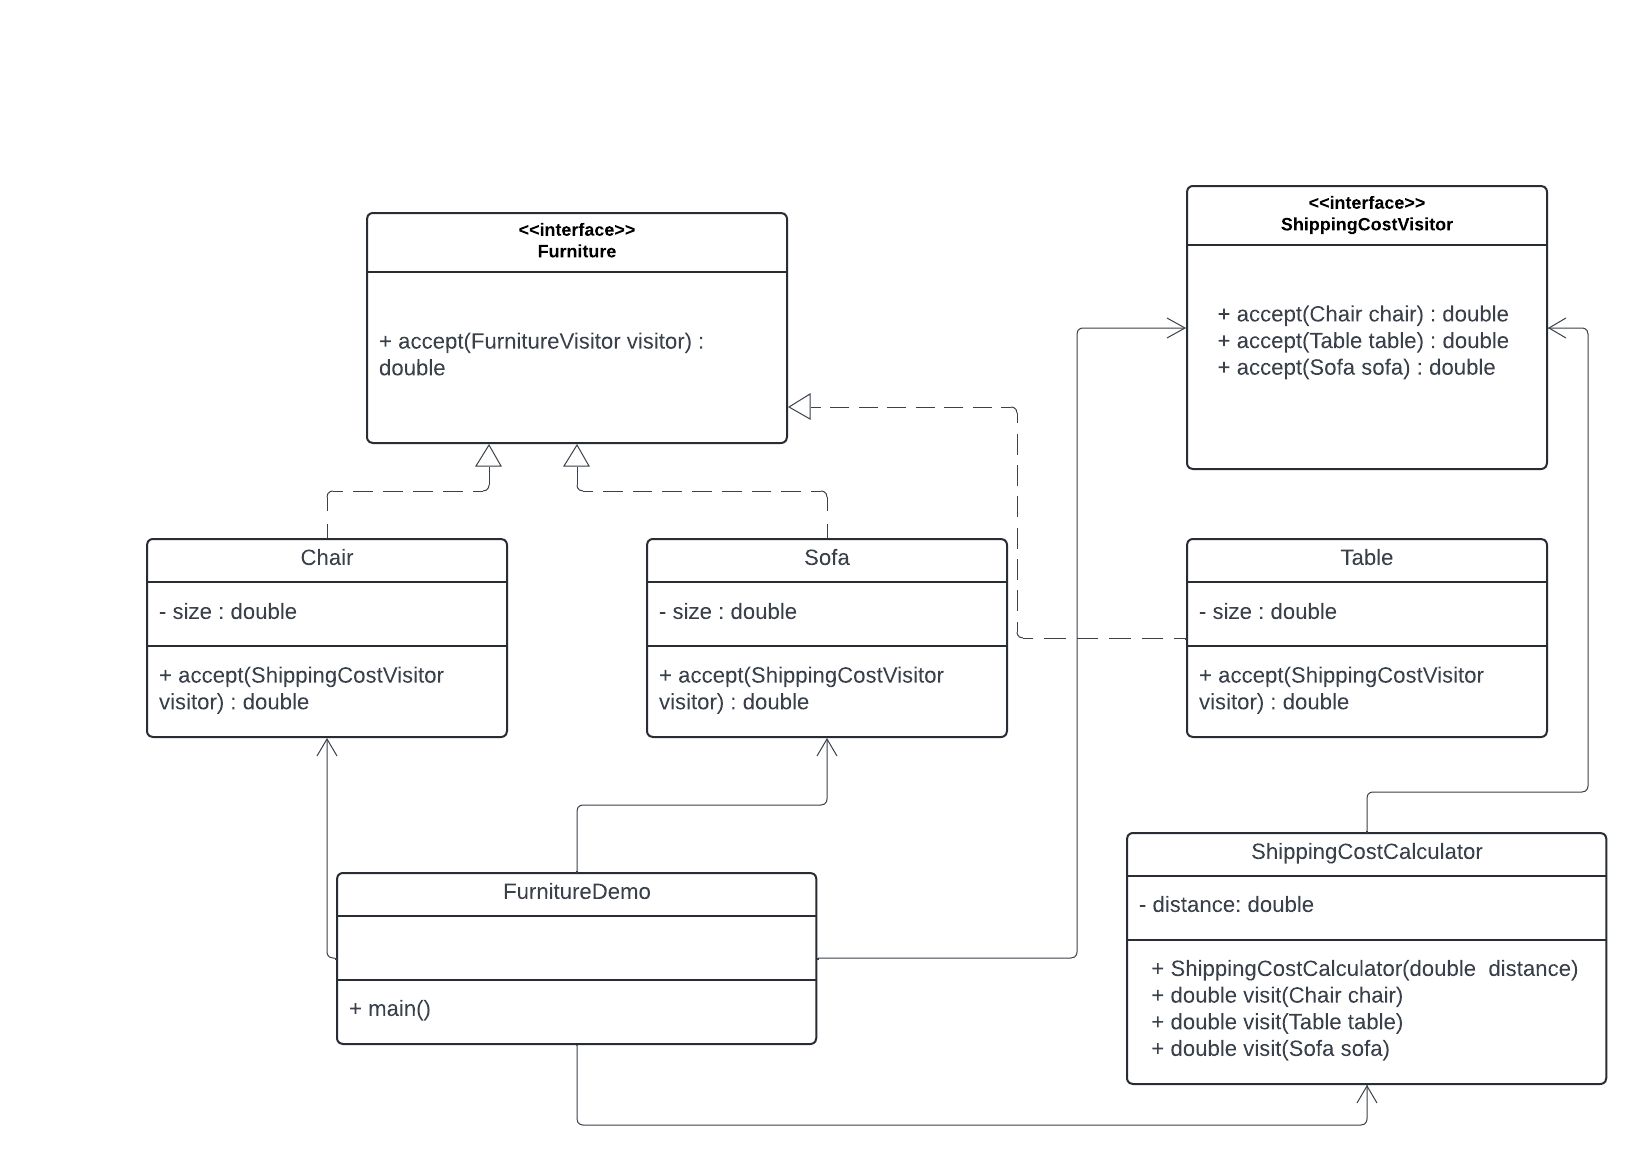 <<interface>>
Furniture
+ accept(FurnitureVisitor visitor) :
double
<<interface>>
ShippingCostVisitor
+ accept(Chair chair) : double
+ accept(Table table) : double
+ accept(Sofa sofa) : double
Chair
- size : double
+ accept(ShippingCostVisitor
visitor) : double
Sofa
- size : double
+ accept(ShippingCostVisitor
visitor) : double
Table
- size : double
+ accept(ShippingCostVisitor
visitor) : double
FurnitureDemo
+ main()
ShippingCostCalculator
- distance: double
+ ShippingCostCalculator(double  distance)
+ double visit(Chair chair)
+ double visit(Table table)
+ double visit(Sofa sofa)